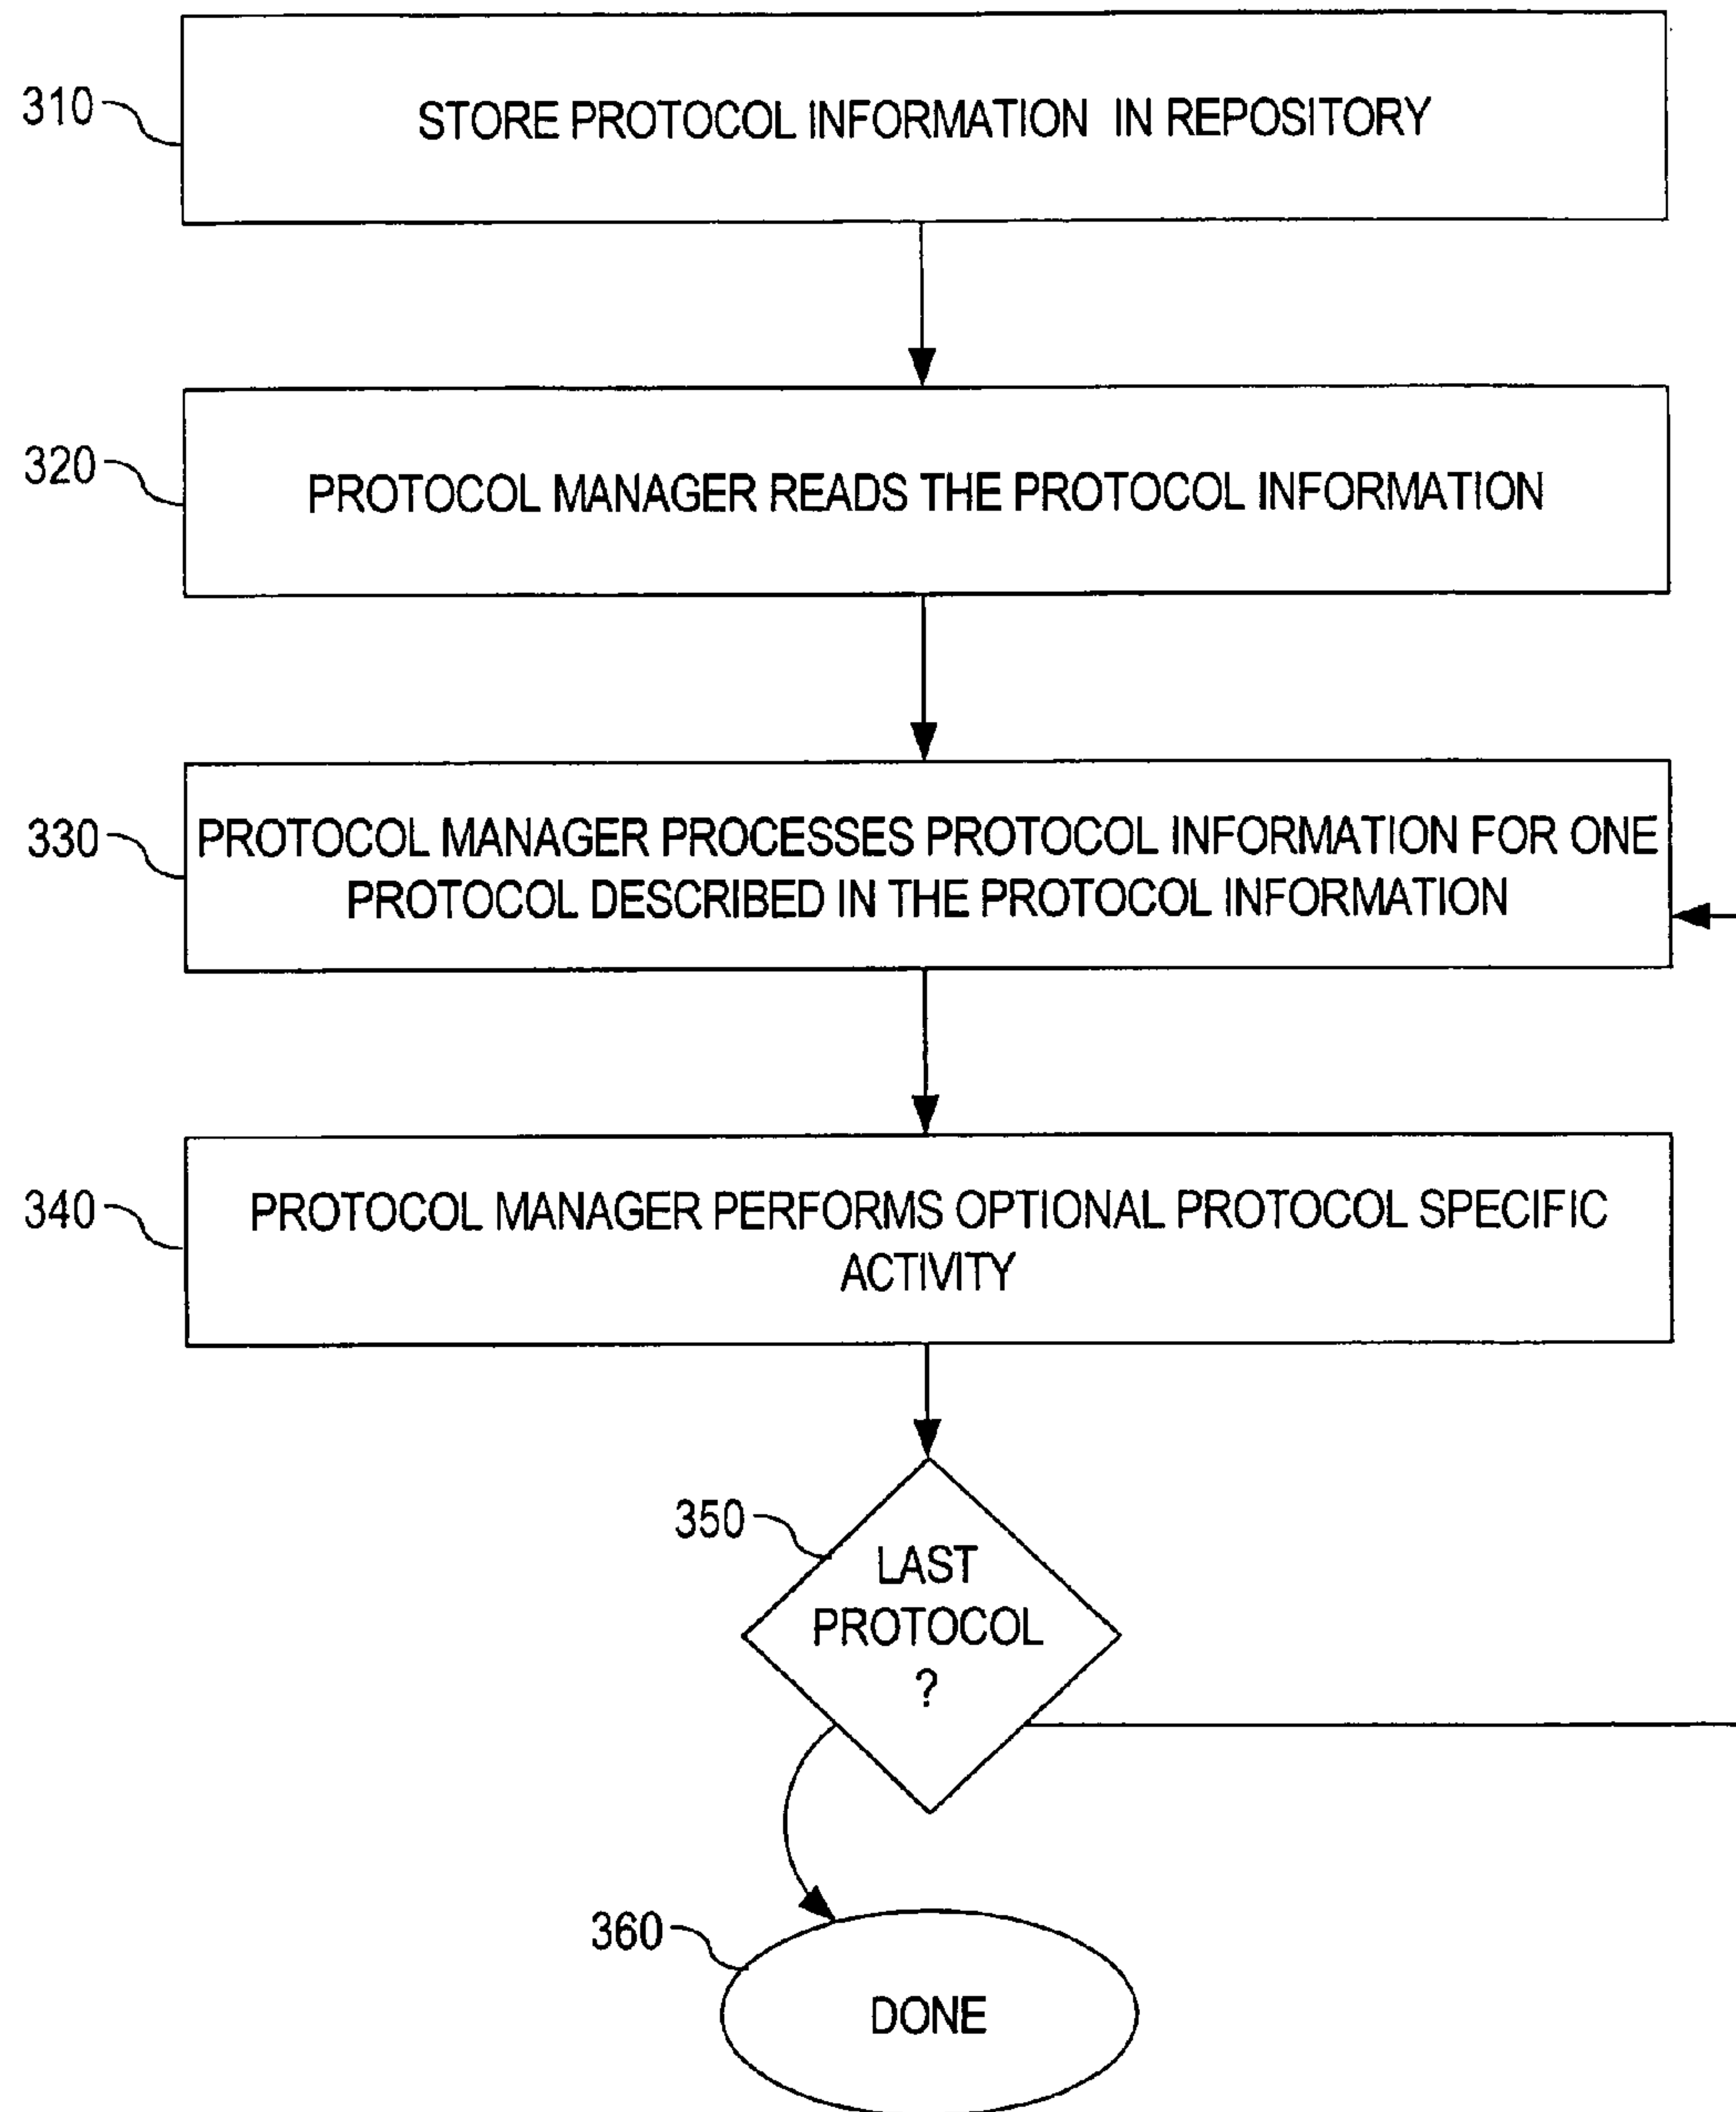 310
STORE PROTOCOL INFORMATION IN REPOSITORY
320
PROTOCOL MANAGER READS THE PROTOCOL INFORMATION
330
PROTOCOL MANAGER PROCESSES PROTOCOL INFORMATION FOR ONE
PROTOCOL DESCRIBED IN THE PROTOCOL INFORMATION
340
PROTOCOL MANAGER PERFORMS OPTIONAL PROTOCOL SPECIFIC
ACTIVITY
350
LAST
PROTOCOL
?
360
DONE